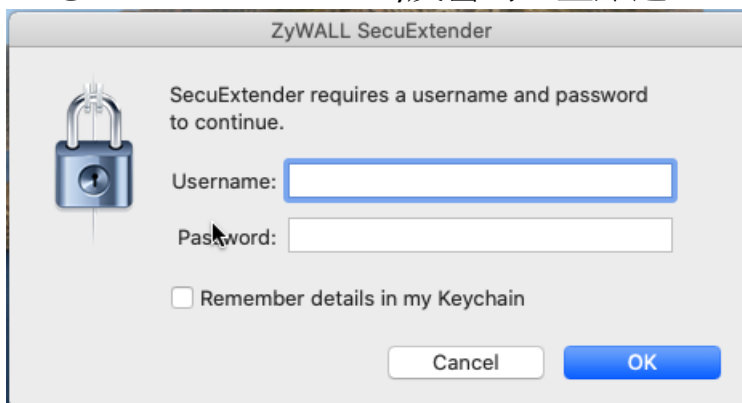 ZyWALL SecuExtender
SecuExtender requires a username and password
to continue.
Username:
Password:
Remember details in my Keychain
Cancel
OK